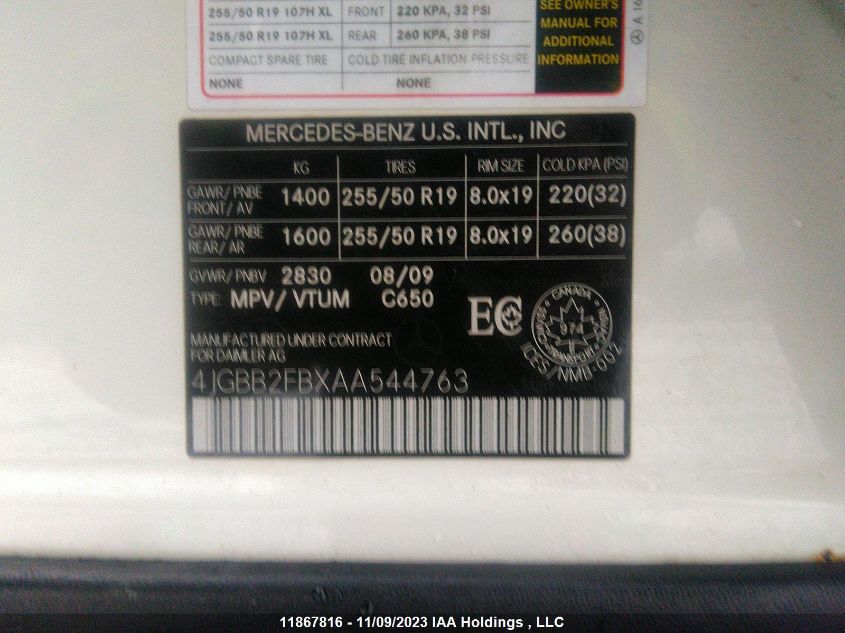 255/50 R19 107H XL FRONT 220 KPA, 32 PSI
255/50 R19 107H XL REAR 260 KPA, 38 PSI
COMPACT SPARE TIRE COLD TIRE INFLATION PRESSURE
NONE NONE
SEE OWNER'S
MANUAL FOR
ADDITIONAL
INFORMATION
A 16
MERCEDES-BENZ U.S. INTL., INC
KG TIRES RIM SIZE COLD KPA (PSI)
GAWR/ PNBE
FRONT/ AV 1400 255/50 R19 8.0x19 220(32)
GAWR/ PNBE
REAR/ AR 1600 255/50 R19 8.0x19 260(38)
GVWR/ PNBV 2830 08/09
TYPE: MPV/ VTUM C650
EC
CANADA
974
TRANSPORT
ICES/NMB-002
MANUFACTURED UNDER CONTRACT
FOR DAIMLER AG
4JGBB2FBXAA544763
11867816 - 11/09/2023 IAA Holdings , LLC